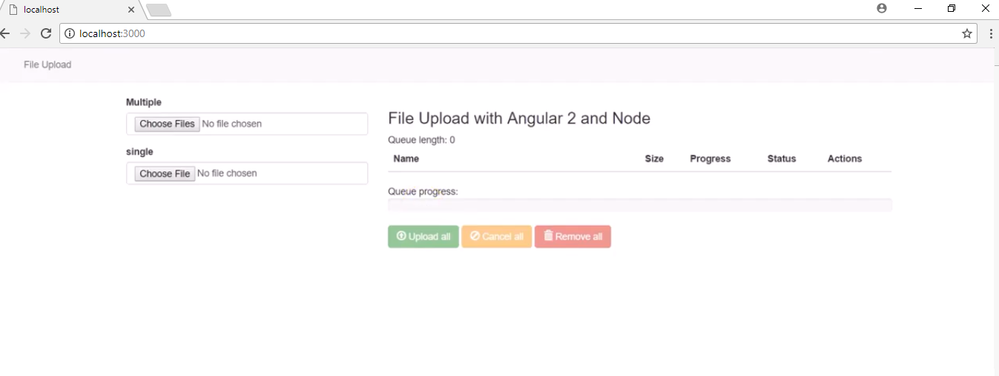 localhost
localhost:3000
File Upload
Multiple
Choose Files No file chosen
single
Choose File No file chosen
File Upload with Angular 2 and Node
Queue length: 0
Name Size Progress Status Actions
Queue progress:
Upload all Cancel all Remove all